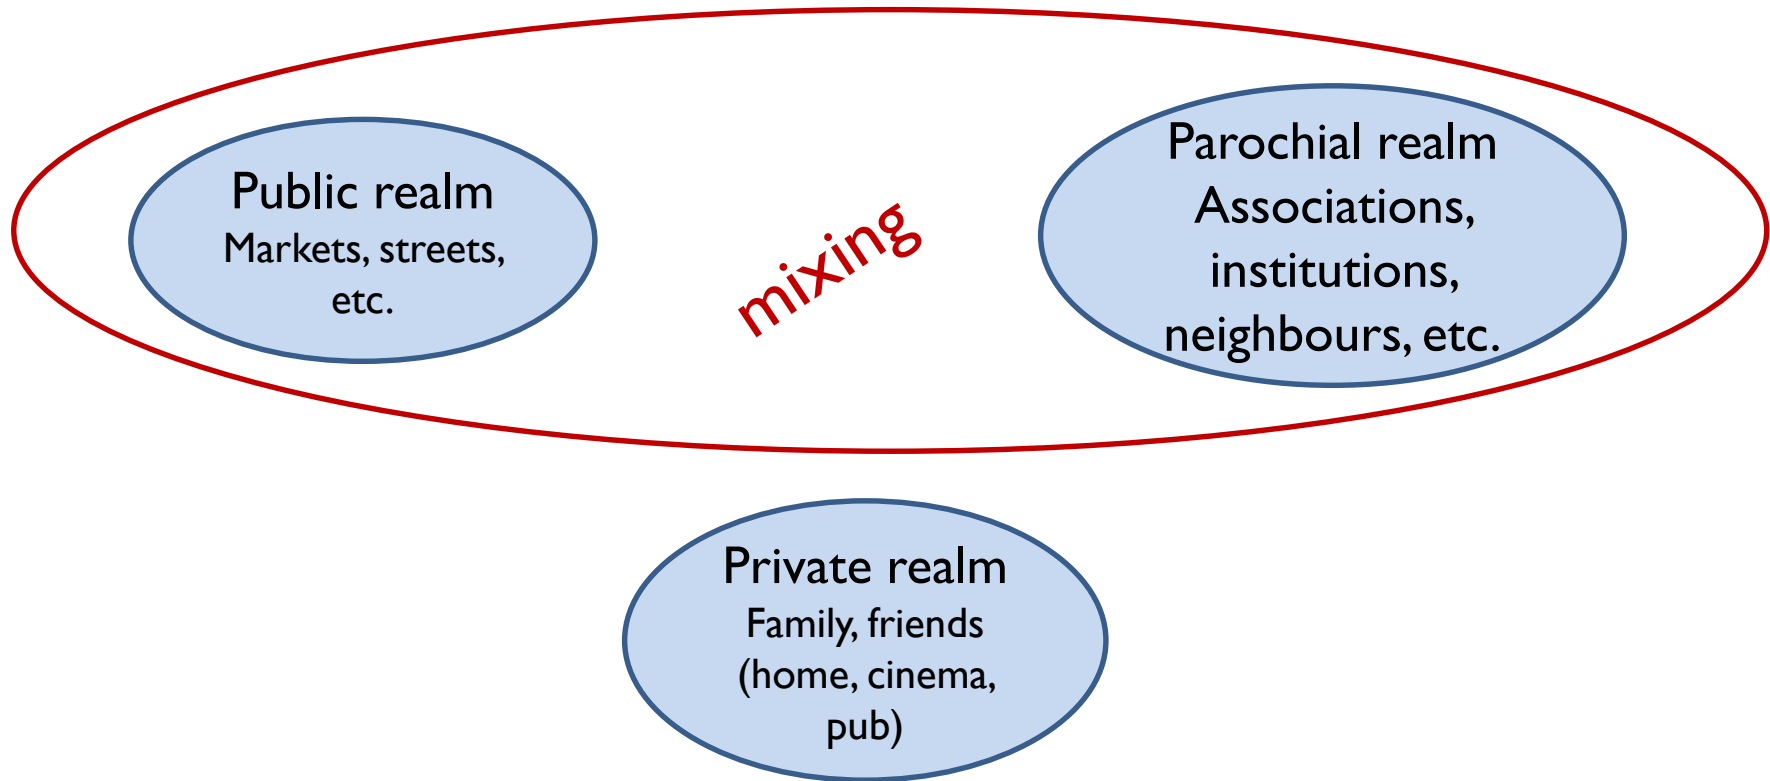 Public realm
Markets, streets,
etc.
mixing
Parochial realm
Associations,
institutions,
neighbours, etc.
Private realm
Family, friends
(home, cinema,
pub)